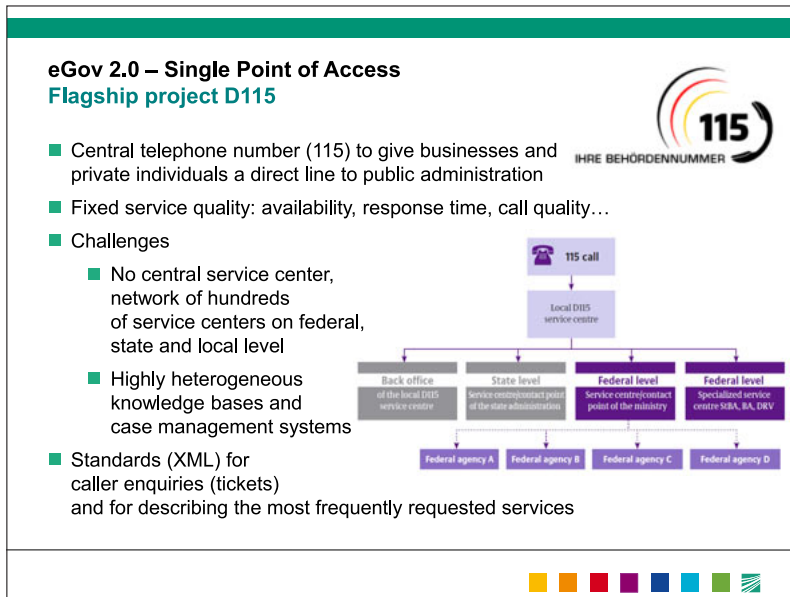 eGov 2.0 – Single Point of Access
Flagship project D115
115
IHRE BEHÖRDENNUMMER
Central telephone number (115) to give businesses and
private individuals a direct line to public administration
Fixed service quality: availability, response time, call quality…
Challenges
No central service center,
network of hundreds
of service centers on federal,
state and local level
Highly heterogeneous
knowledge bases and
case management systems
Standards (XML) for
caller enquiries (tickets)
and for describing the most frequently requested services
115 call
Local D115
service centre
Back office
of the local D115
service centre
State level
Service centre/contact point
of the state administration
Federal level
Service centre/contact
point of the ministry
Federal level
Specialized service
centre StBA, BA, DRV
Federal agency A
Federal agency B
Federal agency C
Federal agency D